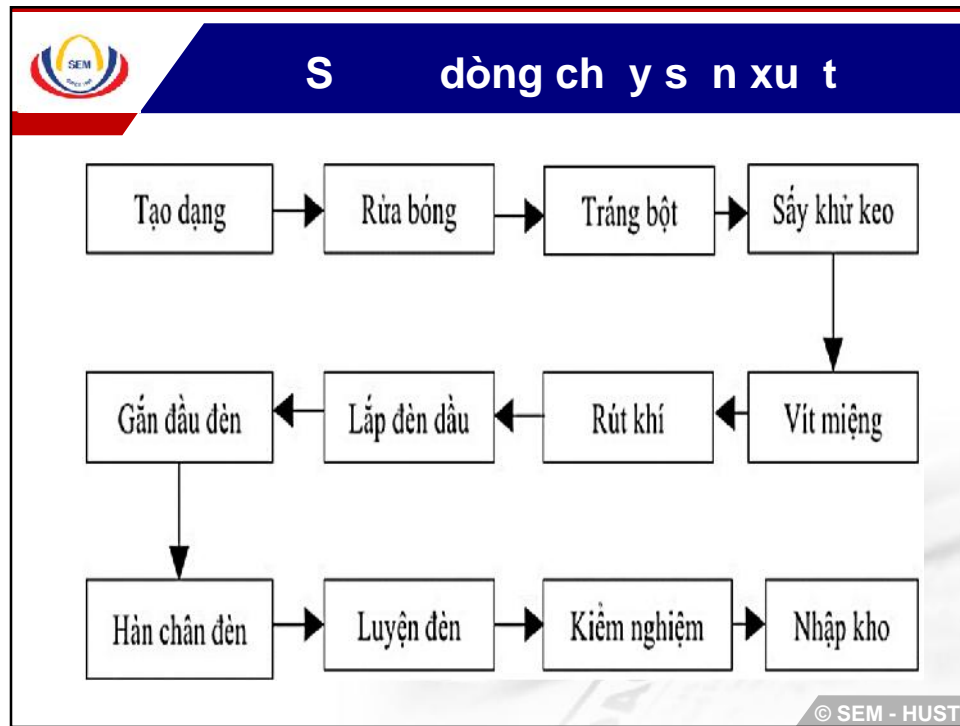 SEM
S dòng ch y s n xu t
Tạo dạng
Rửa bóng
Tráng bột
Sấy khử keo
Vít miệng
Rút khí
Lắp đèn dầu
Gắn đầu đèn
Hàn chân đèn
Luyện đèn
Kiểm nghiệm
Nhập kho
© SEM - HUST